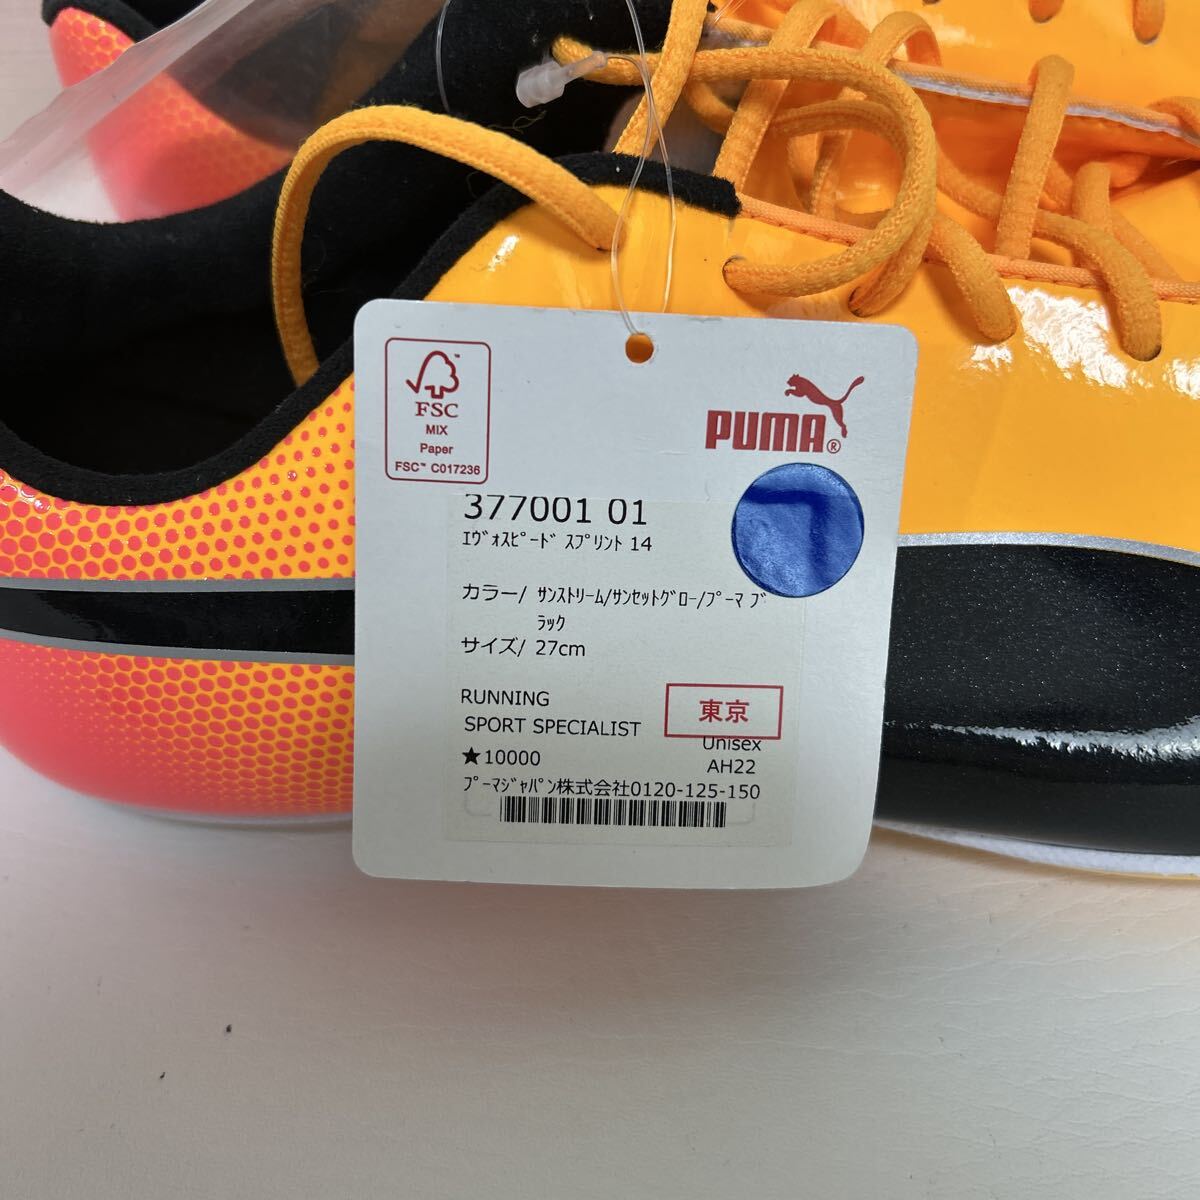 FSC
MIX
Paper
FSC™ C017236
PUMA®
377001 01
ｴｳﾞｫｽﾋﾟｰﾄﾞ ｽﾌﾟﾘﾝﾄ 14
カラー/ ｻﾝｽﾄﾘｰﾑ/ｻﾝｾｯﾄｸﾞﾛｰ/ﾌﾟｰﾏ ﾌﾞ
ﾗｯｸ
サイズ/ 27cm
RUNNING
SPORT SPECIALIST
東京
Unisex
★10000
AH22
ﾌﾟｰﾏｼﾞｬﾊﾟﾝ株式会社0120-125-150